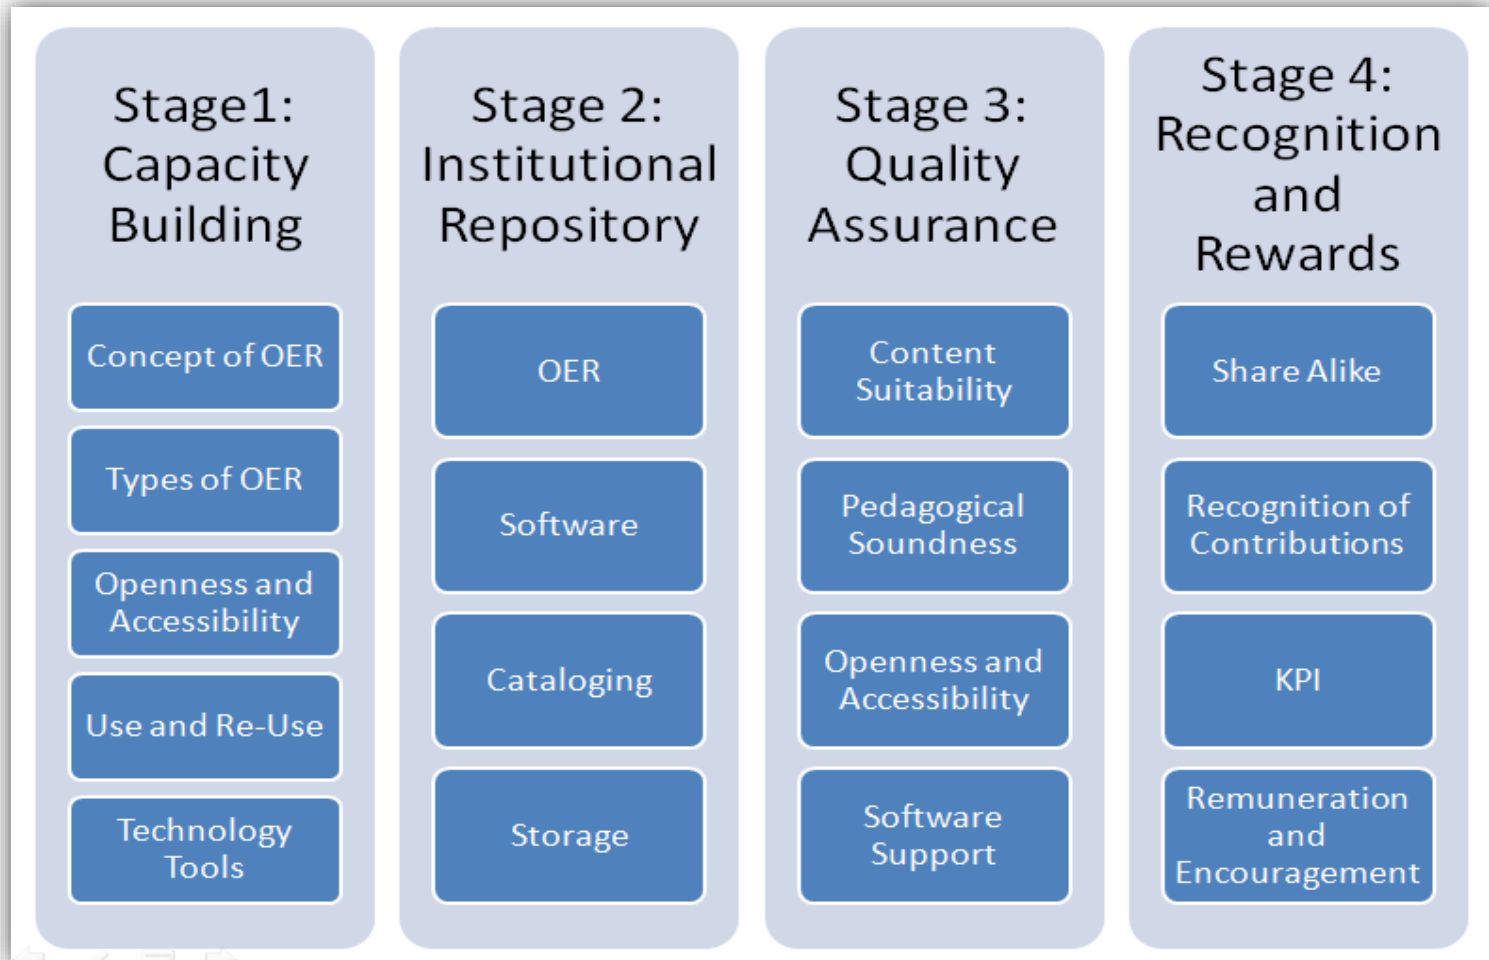 Stage1:
Capacity
Building
Concept of OER
Types of OER
Openness and
Accessibility
Use and Re-Use
Technology
Tools
Stage 2:
Institutional
Repository
OER
Software
Cataloging
Storage
Stage 3:
Quality
Assurance
Content
Suitability
Pedagogical
Soundness
Openness and
Accessibility
Software
Support
Stage 4:
Recognition
and
Rewards
Share Alike
Recognition of
Contributions
KPI
Remuneration
and
Encouragement